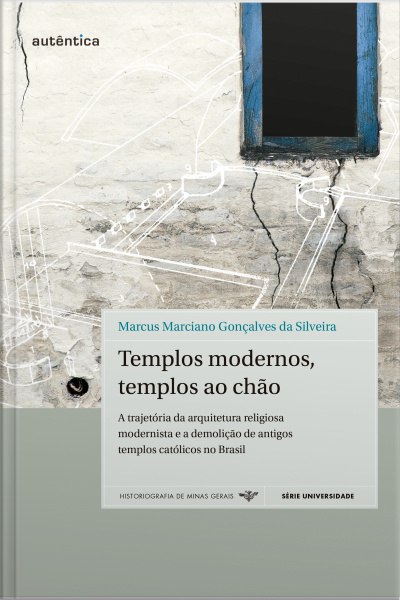 autêntica
Marcus Marciano Gonçalves da Silveira
Templos modernos,
templos ao chão
A trajetória da arquitetura religiosa
modernista e a demolição de antigos
templos católicos no Brasil
HISTORIOGRAFIA DE MINAS GERAIS
SÉRIE UNIVERSIDADE